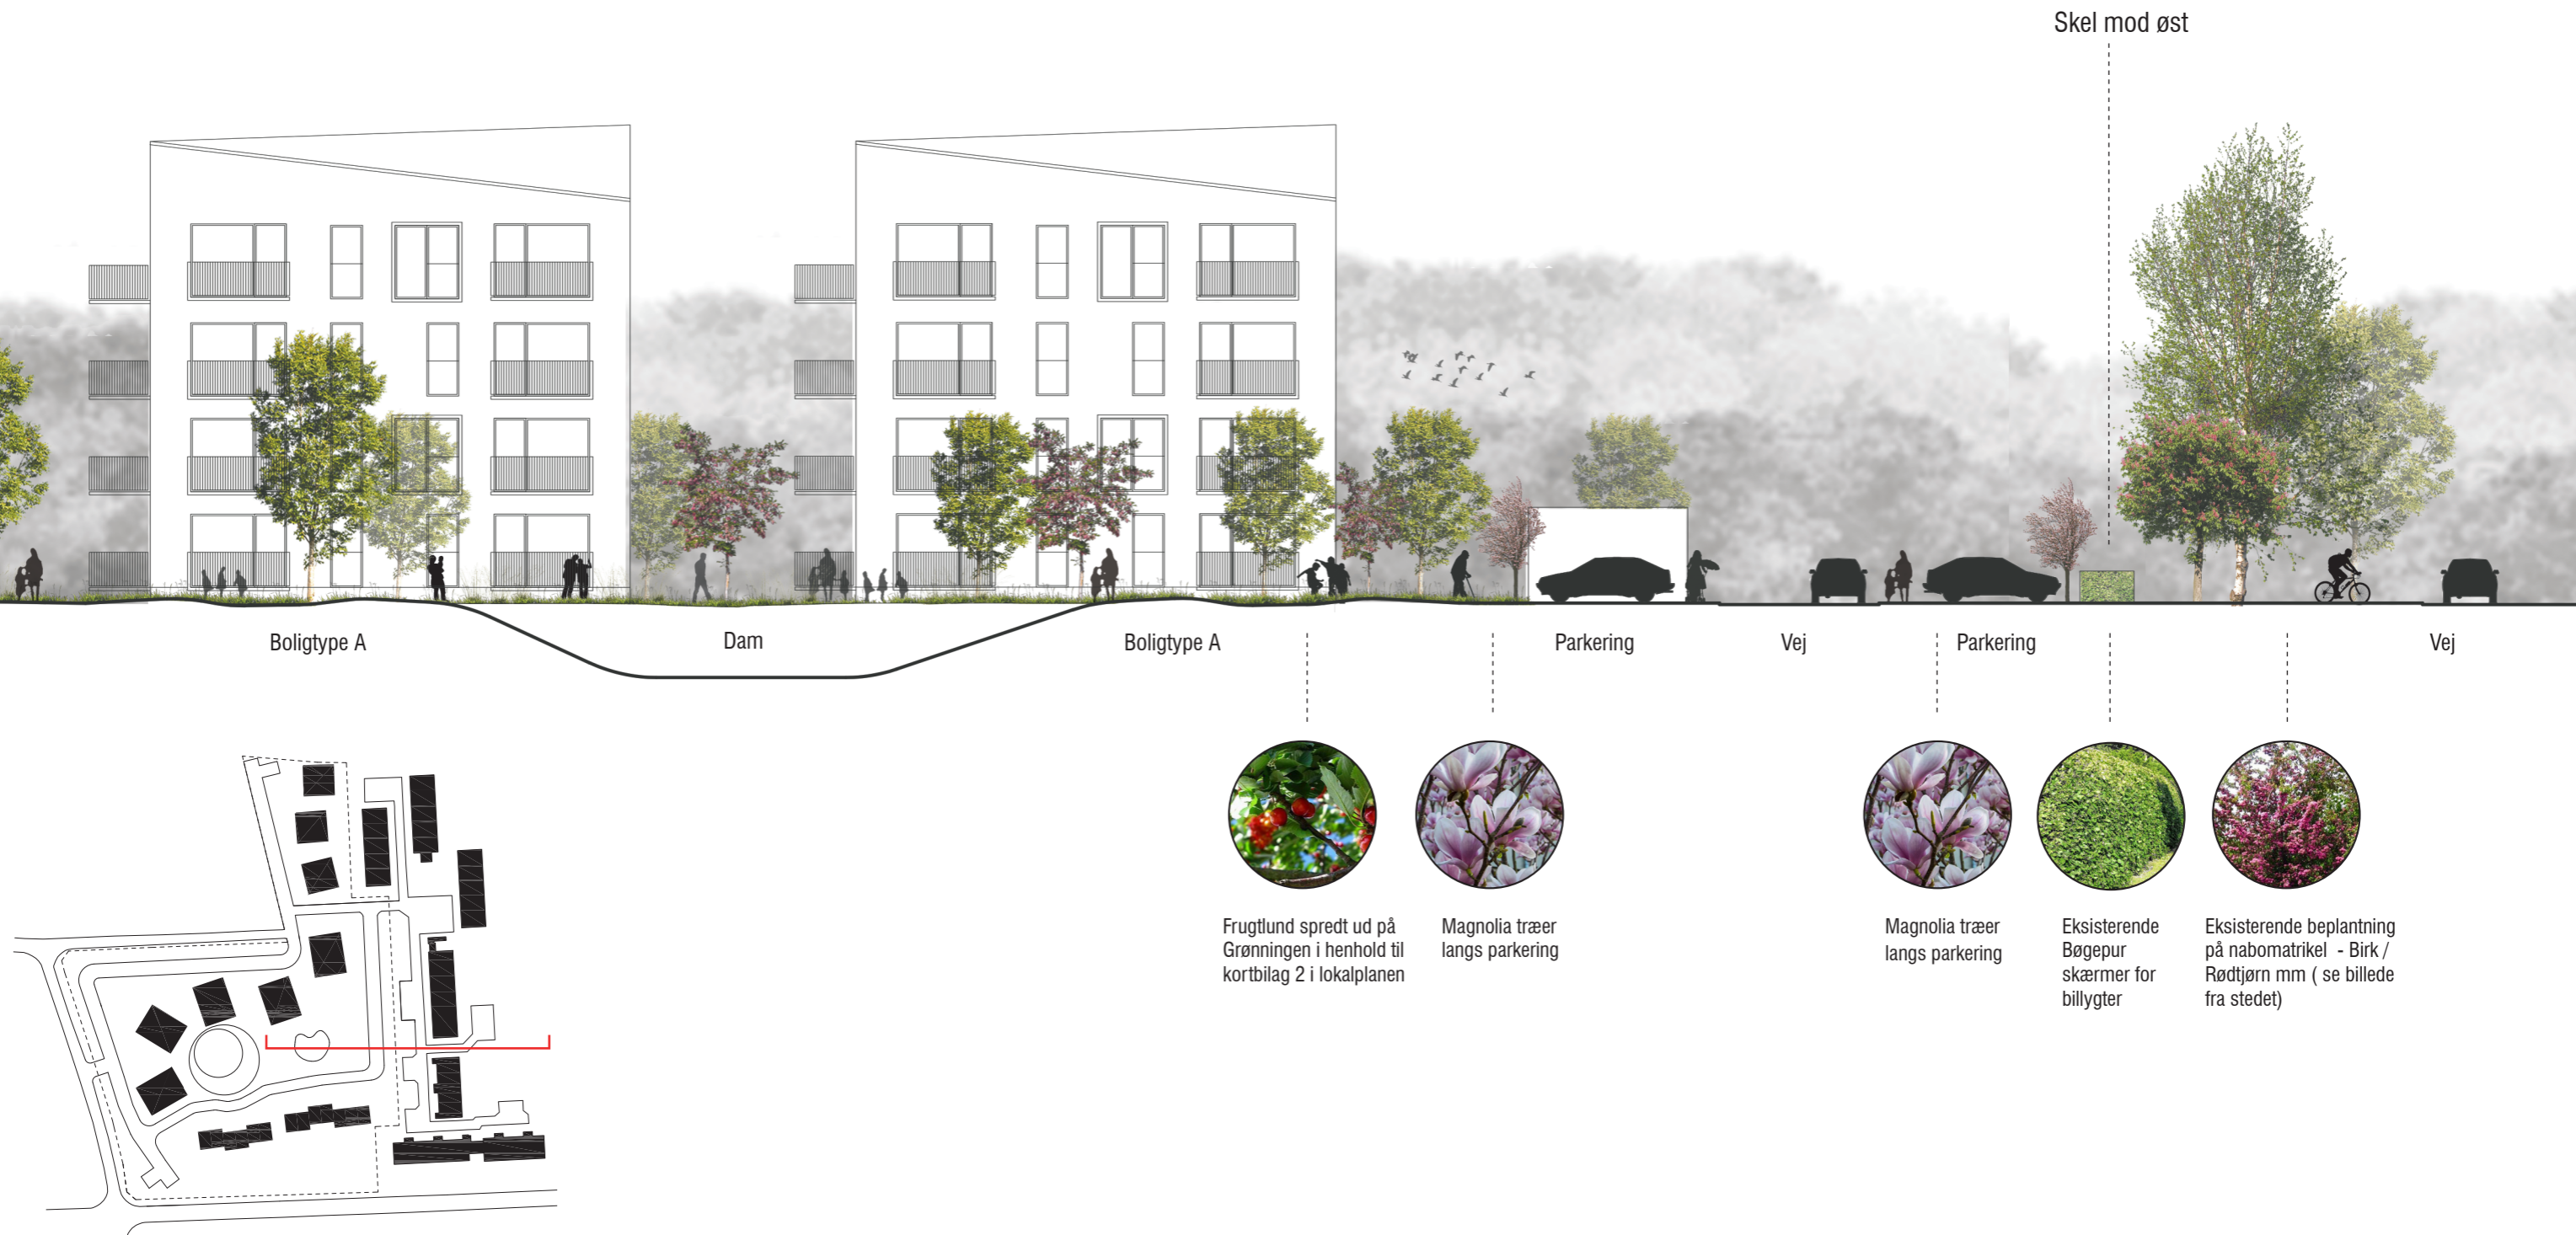 Skel mod øst
Boligtype A
Dam
Boligtype A
Parkering
Vej
Parkering
Vej
Frugtlund spredt ud på
Grønningen i henhold til
kortbilag 2 i lokalplanen
Magnolia træer
langs parkering
Magnolia træer
langs parkering
Eksisterende
Bøgepur
skærmer for
billygter
Eksisterende beplantning
på nabomatrikel - Birk /
Rødtjørn mm ( se billede
fra stedet)